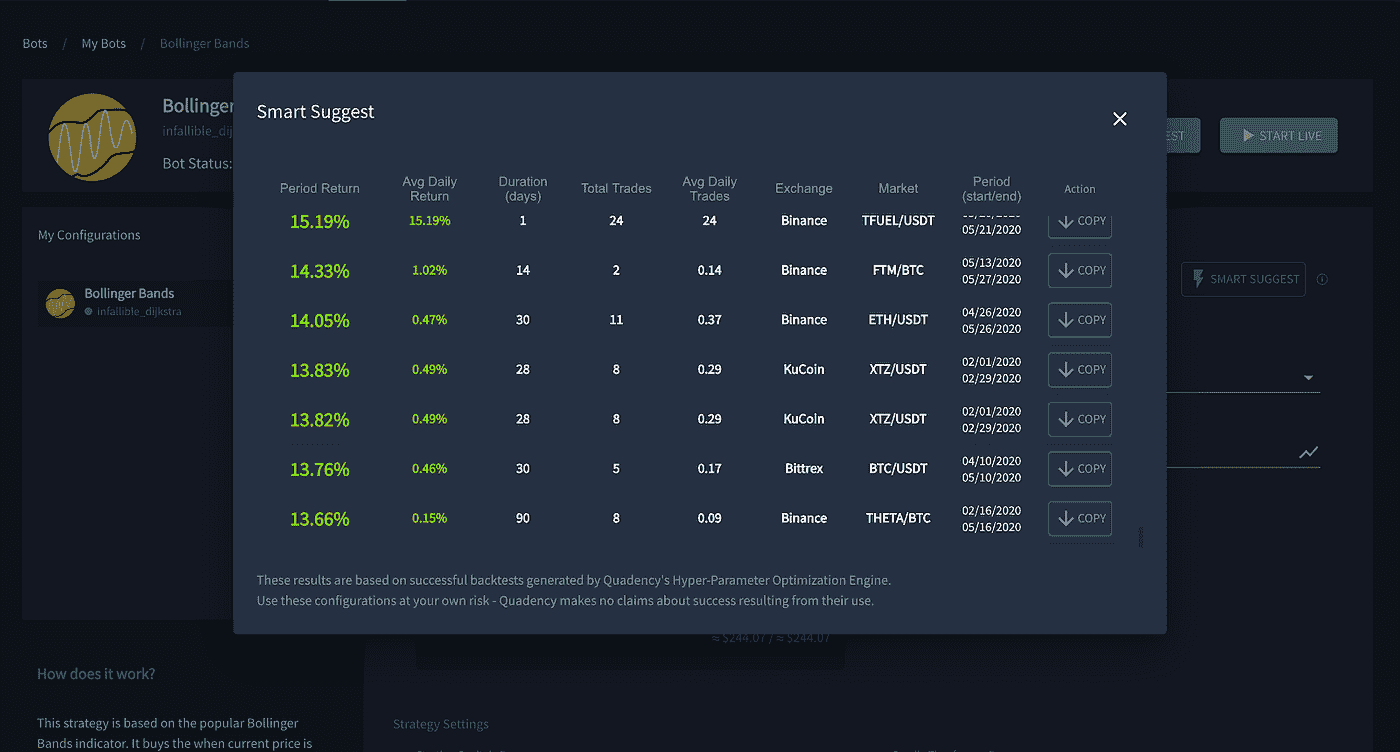 Bots / My Bots / Bollinger Bands
Bollinger
infallible_dij
Bot Status:
START LIVE
My Configurations
Bollinger Bands
infallible_dijkstra
SMART SUGGEST
Smart Suggest
Period Return Avg Daily Return Duration (days) Total Trades Avg Daily Trades Exchange Market Period (start/end) Action
15.19% 15.19% 1 24 24 Binance TFUEL/USDT 05/21/2020 COPY
14.33% 1.02% 14 2 0.14 Binance FTM/BTC 05/13/2020 05/27/2020 COPY
14.05% 0.47% 30 11 0.37 Binance ETH/USDT 04/26/2020 05/26/2020 COPY
13.83% 0.49% 28 8 0.29 KuCoin XTZ/USDT 02/01/2020 02/29/2020 COPY
13.82% 0.49% 28 8 0.29 KuCoin XTZ/USDT 02/01/2020 02/29/2020 COPY
13.76% 0.46% 30 5 0.17 Bittrex BTC/USDT 04/10/2020 05/10/2020 COPY
13.66% 0.15% 90 8 0.09 Binance THETA/BTC 02/16/2020 05/16/2020 COPY
These results are based on successful backtests generated by Quadency's Hyper-Parameter Optimization Engine.
Use these configurations at your own risk - Quadency makes no claims about success resulting from their use.
≈ $244.07 / ≈ $244.07
How does it work?
This strategy is based on the popular Bollinger
Bands indicator. It buys the when current price is
Strategy Settings